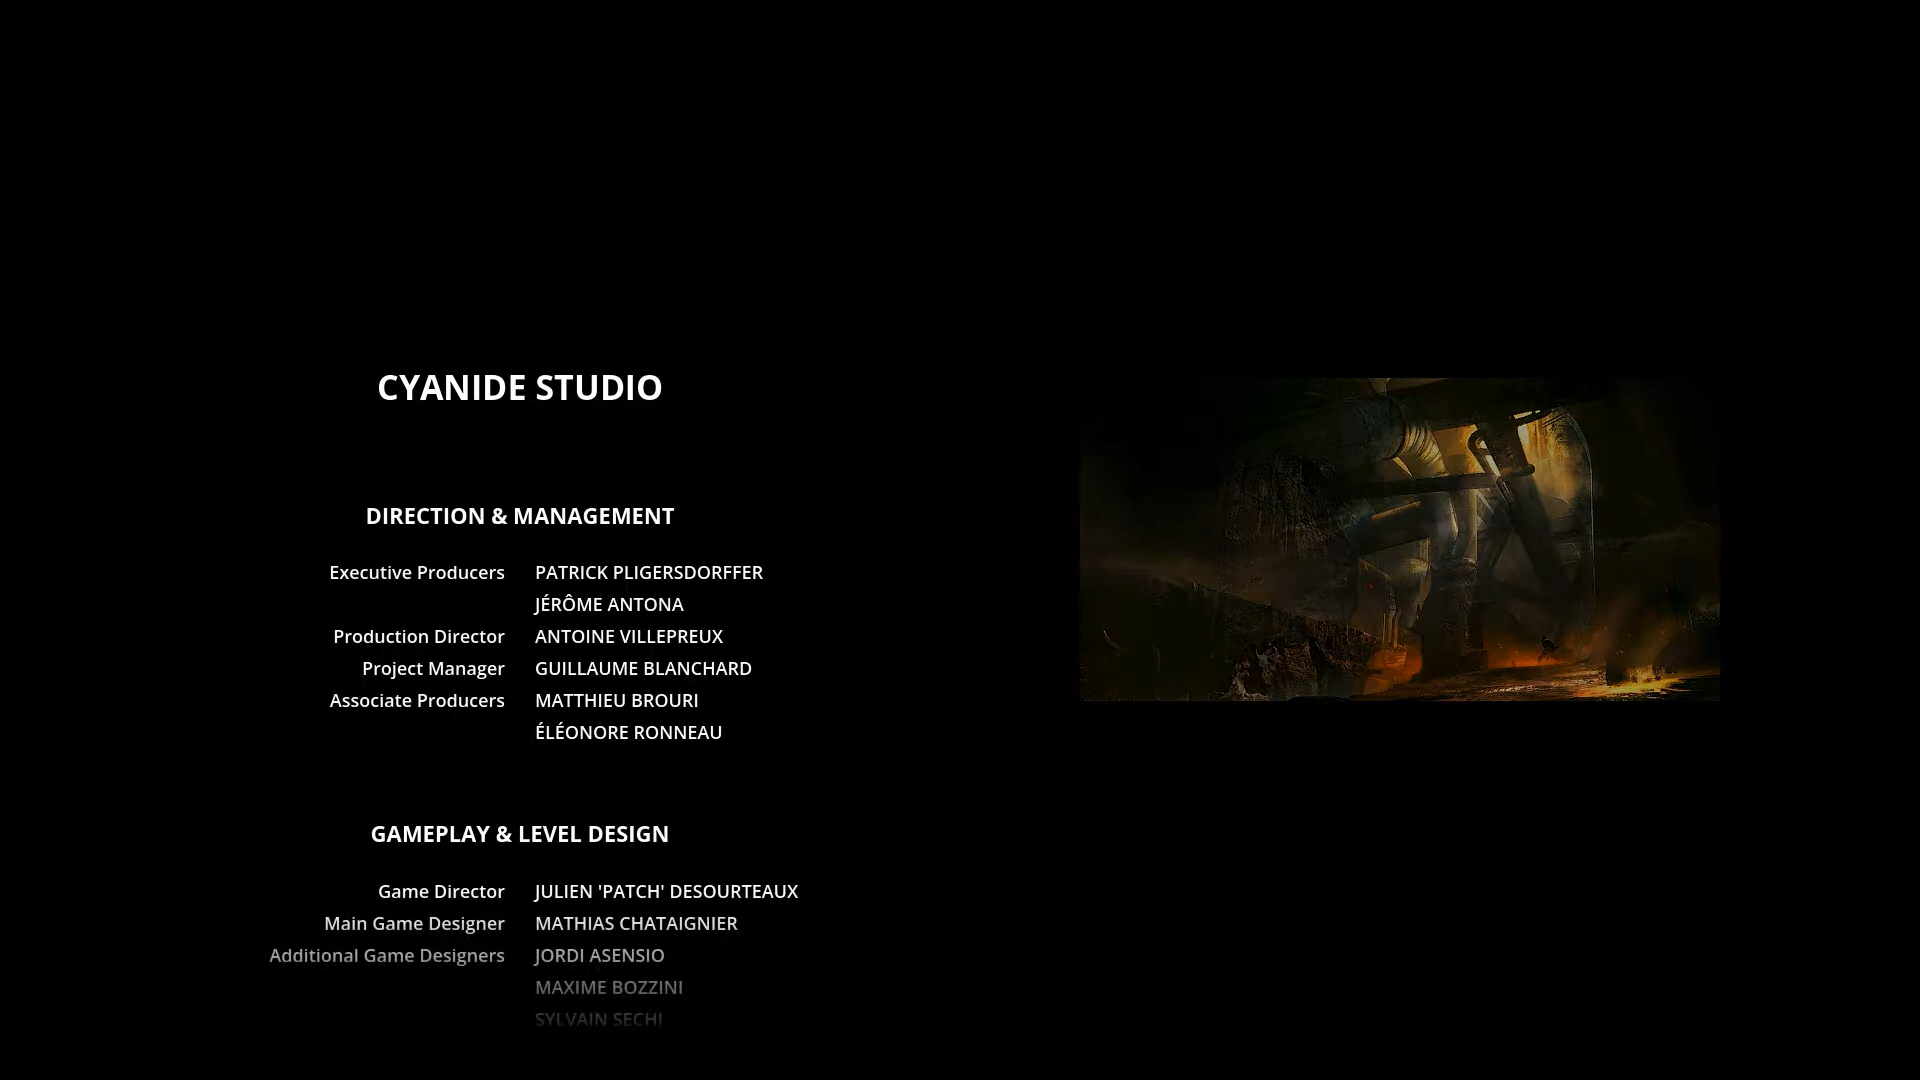 CYANIDE STUDIO
DIRECTION & MANAGEMENT
Executive Producers PATRICK PLIGERSDORFFER
JÉRÔME ANTONA
Production Director ANTOINE VILLEPREUX
Project Manager GUILLAUME BLANCHARD
Associate Producers MATTHIEU BROURI
ÉLÉONORE RONNEAU
GAMEPLAY & LEVEL DESIGN
Game Director JULIEN 'PATCH' DESOURTEAUX
Main Game Designer MATHIAS CHATAIGNIER
Additional Game Designers JORDI ASENSIO
MAXIME BOZZINI
SYLVAIN SECHI